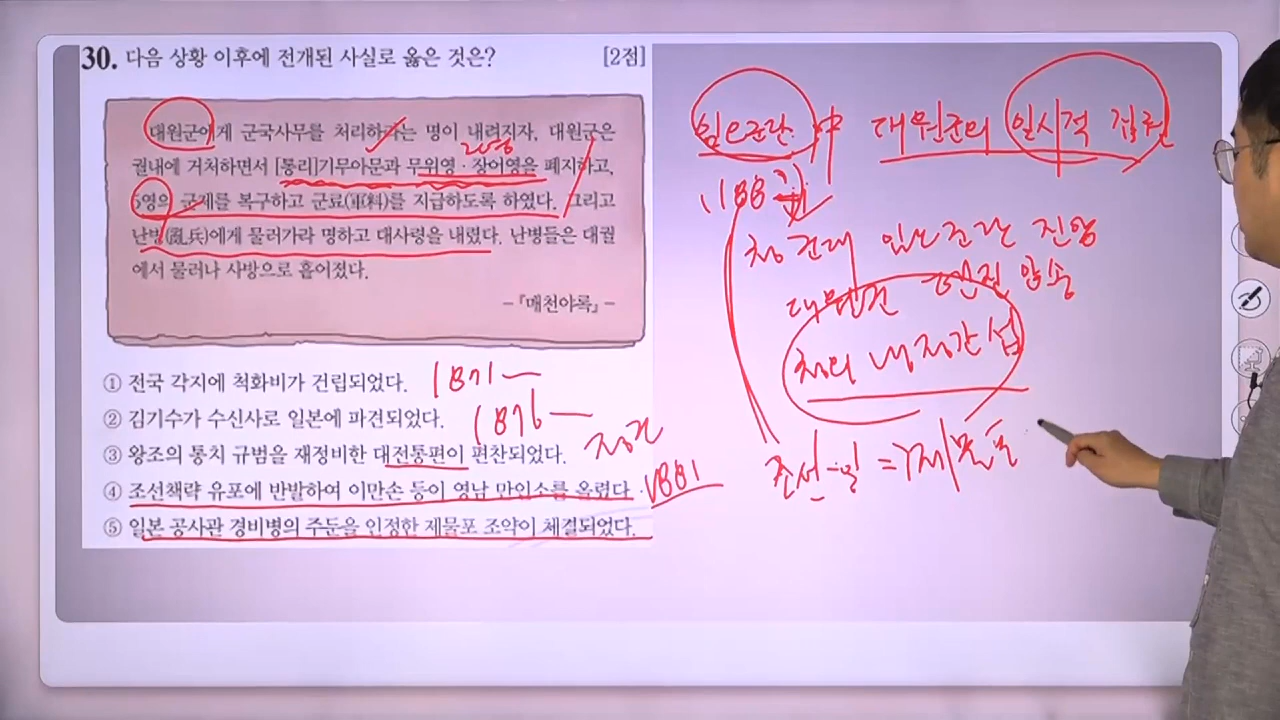 30. 다음 상황 이후에 전개된 사실로 옳은 것은? [2점]
대원군에게 군국사무를 처리하라는 명이 내려지자, 대원군은
궐내에 거처하면서 [통리]기무아문과 무위영·장어영을 폐지하고,
5영의 군제를 복구하고 군료(軍料)를 지급하도록 하였다. 그리고
난병(亂兵)에게 물러가라 명하고 대사령을 내렸다. 난병들은 대궐
에서 물러나 사방으로 흩어졌다.
-『매천야록』-
① 전국 각지에 척화비가 건립되었다. 1871
② 김기수가 수신사로 일본에 파견되었다. 1876
③ 왕조의 통치 규범을 재정비한 대전통편이 편찬되었다. 정조
④ 조선책략 유포에 반발하여 이만손 등이 영남 만인소를 올렸다. 1881
⑤ 일본 공사관 경비병의 주둔을 인정한 제물포 조약이 체결되었다.
2영
임오군란 中 대원군의 일시적 집권
청군대 임오군란 진압
대원군 톈진 압송
청의 내정간섭
조선-일 =>제물포